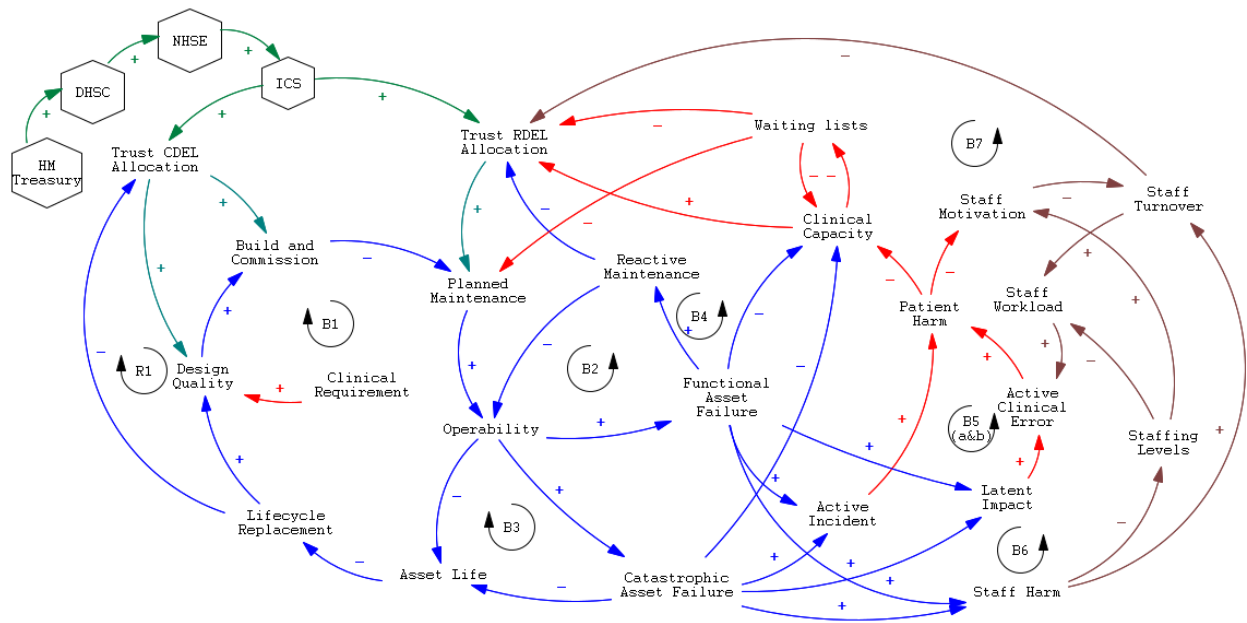 NHSE
DHSC
ICS
HM
Treasury
+
+
+
+
+
Trust CDEL
Allocation
Trust RDEL
Allocation
Waiting lists
−
−
− −
−
B7
Staff
Motivation
Staff
Turnover
−
Clinical
Capacity
+
+
+
+
−
−
Build and
Commission
−
Planned
Maintenance
Reactive
Maintenance
−
−
Patient
Harm
Staff
Workload
+
+
+
B1
B4
+
−
−
+
B2
R1
−
−
+
+
−
−
Design
Quality
+
Clinical
Requirement
Functional
Asset
Failure
Active
Clinical
Error
B5
(a&b)
Operability
+
+
+
+
Staffing
Levels
+
+
−
+
+
+
Latent
Impact
Active
Incident
Lifecycle
Replacement
B3
−
B6
−
Asset Life
−
Catastrophic
Asset Failure
+
+
+
+
Staff Harm